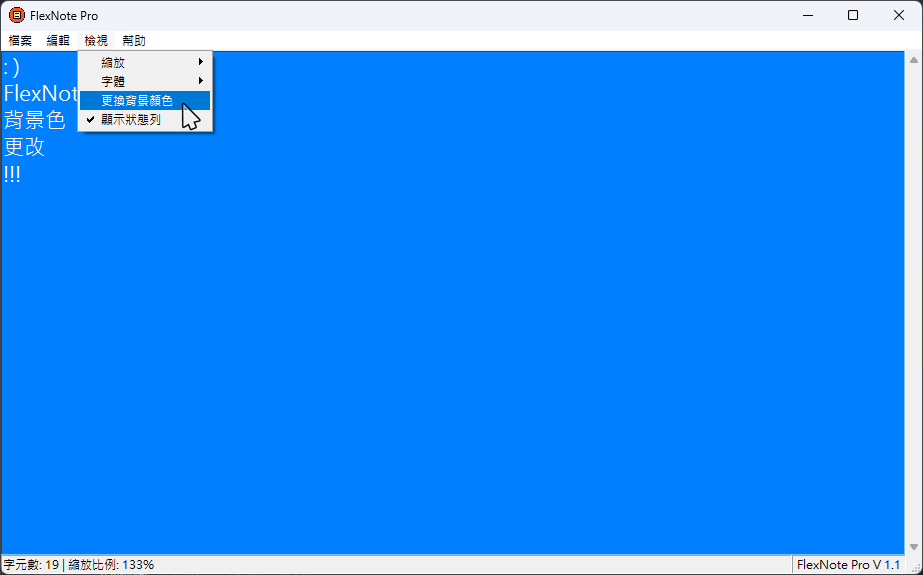 FlexNote Pro
檔案 編輯 檢視 幫助
縮放
字體
更換背景顏色
顯示狀態列
: )
FlexNot
背景色
更改
!!!
字元數: 19 | 縮放比例: 133%
FlexNote Pro V 1.1